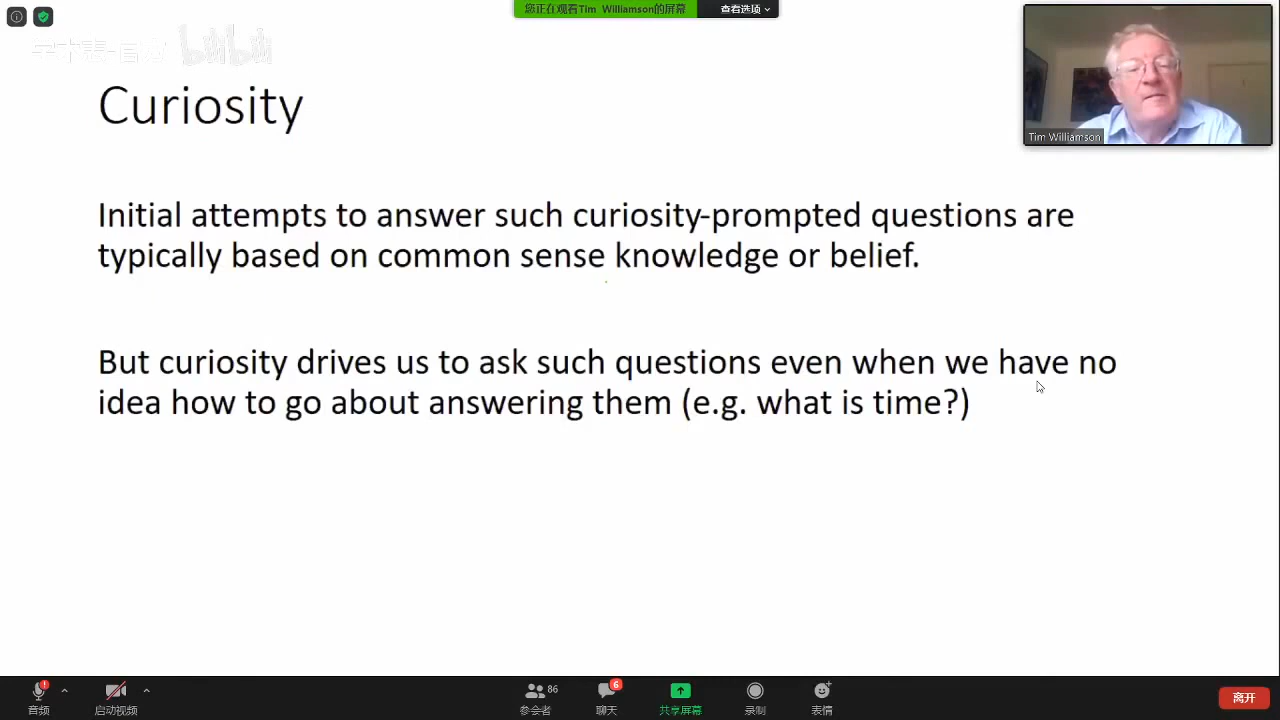 您正在观看Tim Williamson的屏幕
查看选项
bilibili
Curiosity
Tim Williamson
Initial attempts to answer such curiosity-prompted questions are
typically based on common sense knowledge or belief.
But curiosity drives us to ask such questions even when we have no
idea how to go about answering them (e.g. what is time?)
音频
启动视频
86
参会者
6
聊天
共享屏幕
录制
表情
离开